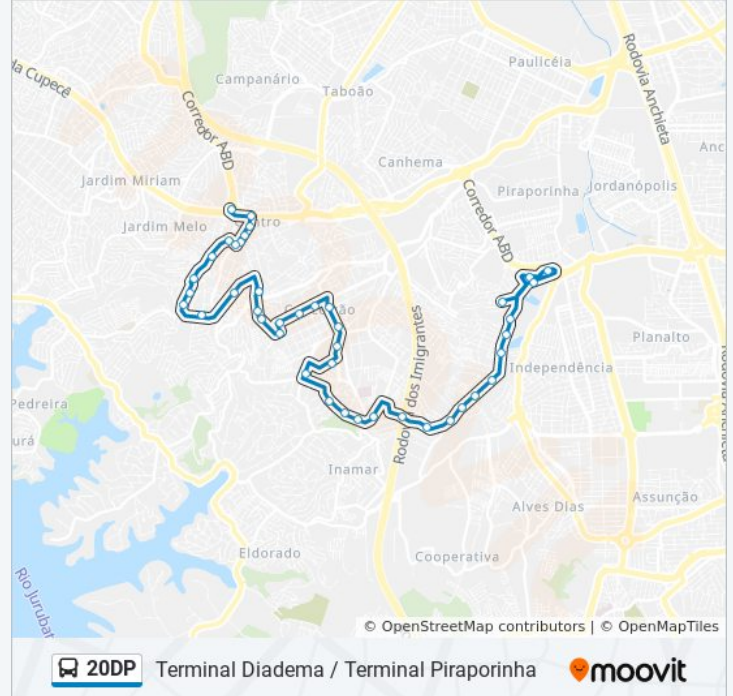 Paulicéia
Rodovia Anchieta
da Cupecê
Campanário
Taboão
Corredor ABD
Anc
Canhema
Jardim Miriam
Piraporinha
Jordanópolis
Corredor ABD
Jardim Melo
ntro
Rodovia dos Imigrantes
Planalto
Independência
Pedreira
urá
Inamar
Assunção
Alves Dias
Eldorado
Cooperativa
Rio Jurubat
© OpenStreetMap contributors | © OpenMapTiles
20DP Terminal Diadema / Terminal Piraporinha moovit